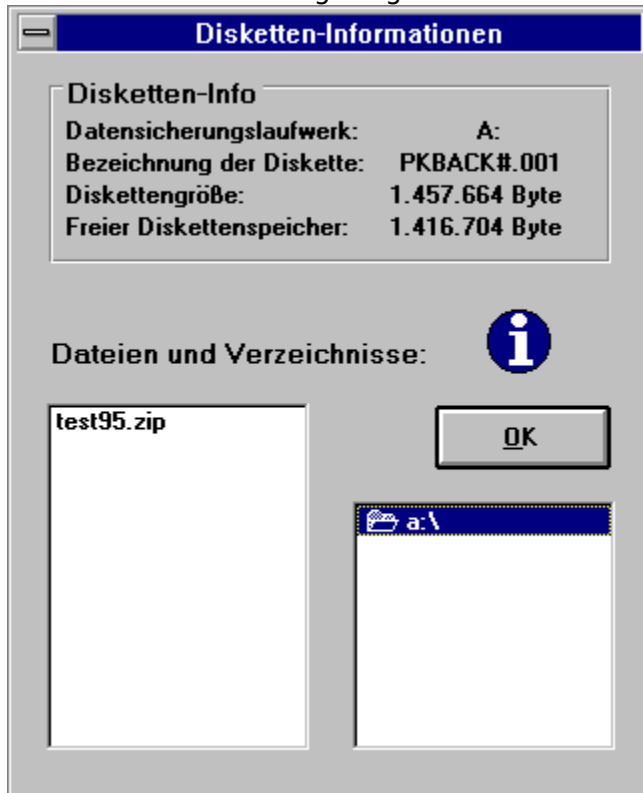 Disketten-Informationen
Disketten-Info
Datensicherungslaufwerk: A:
Bezeichnung der Diskette: PKBACK#.001
Diskettengröße: 1.457.664 Byte
Freier Diskettenspeicher: 1.416.704 Byte
Dateien und Verzeichnisse:
test95.zip
OK
a:\